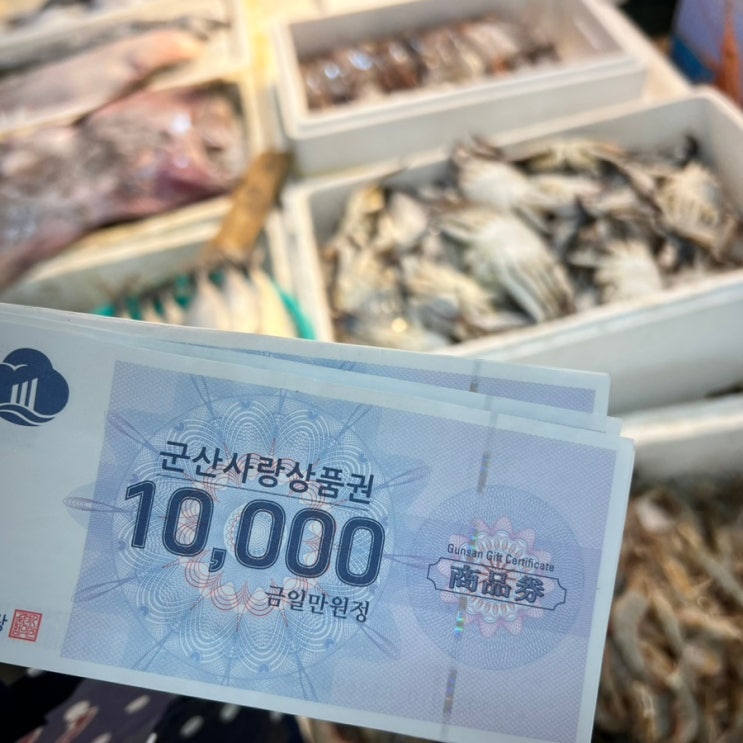 군산사랑상품권
10,000
금일만원정
Gunsan Gift Certificate
商品券
장